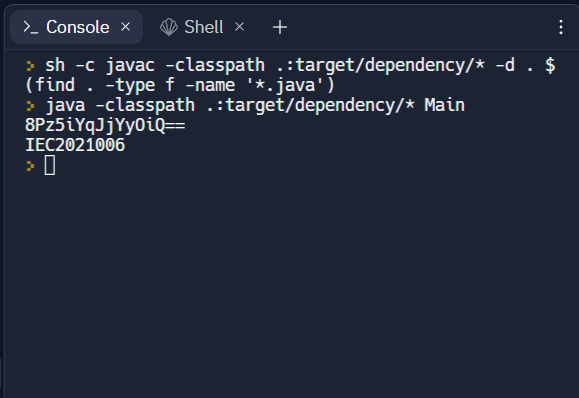 Console × Shell × +
sh -c javac -classpath .:target/dependency/* -d . $
(find . -type f -name '*.java')
java -classpath .:target/dependency/* Main
8Pz5iYqJjYyOiQ==
IEC2021006